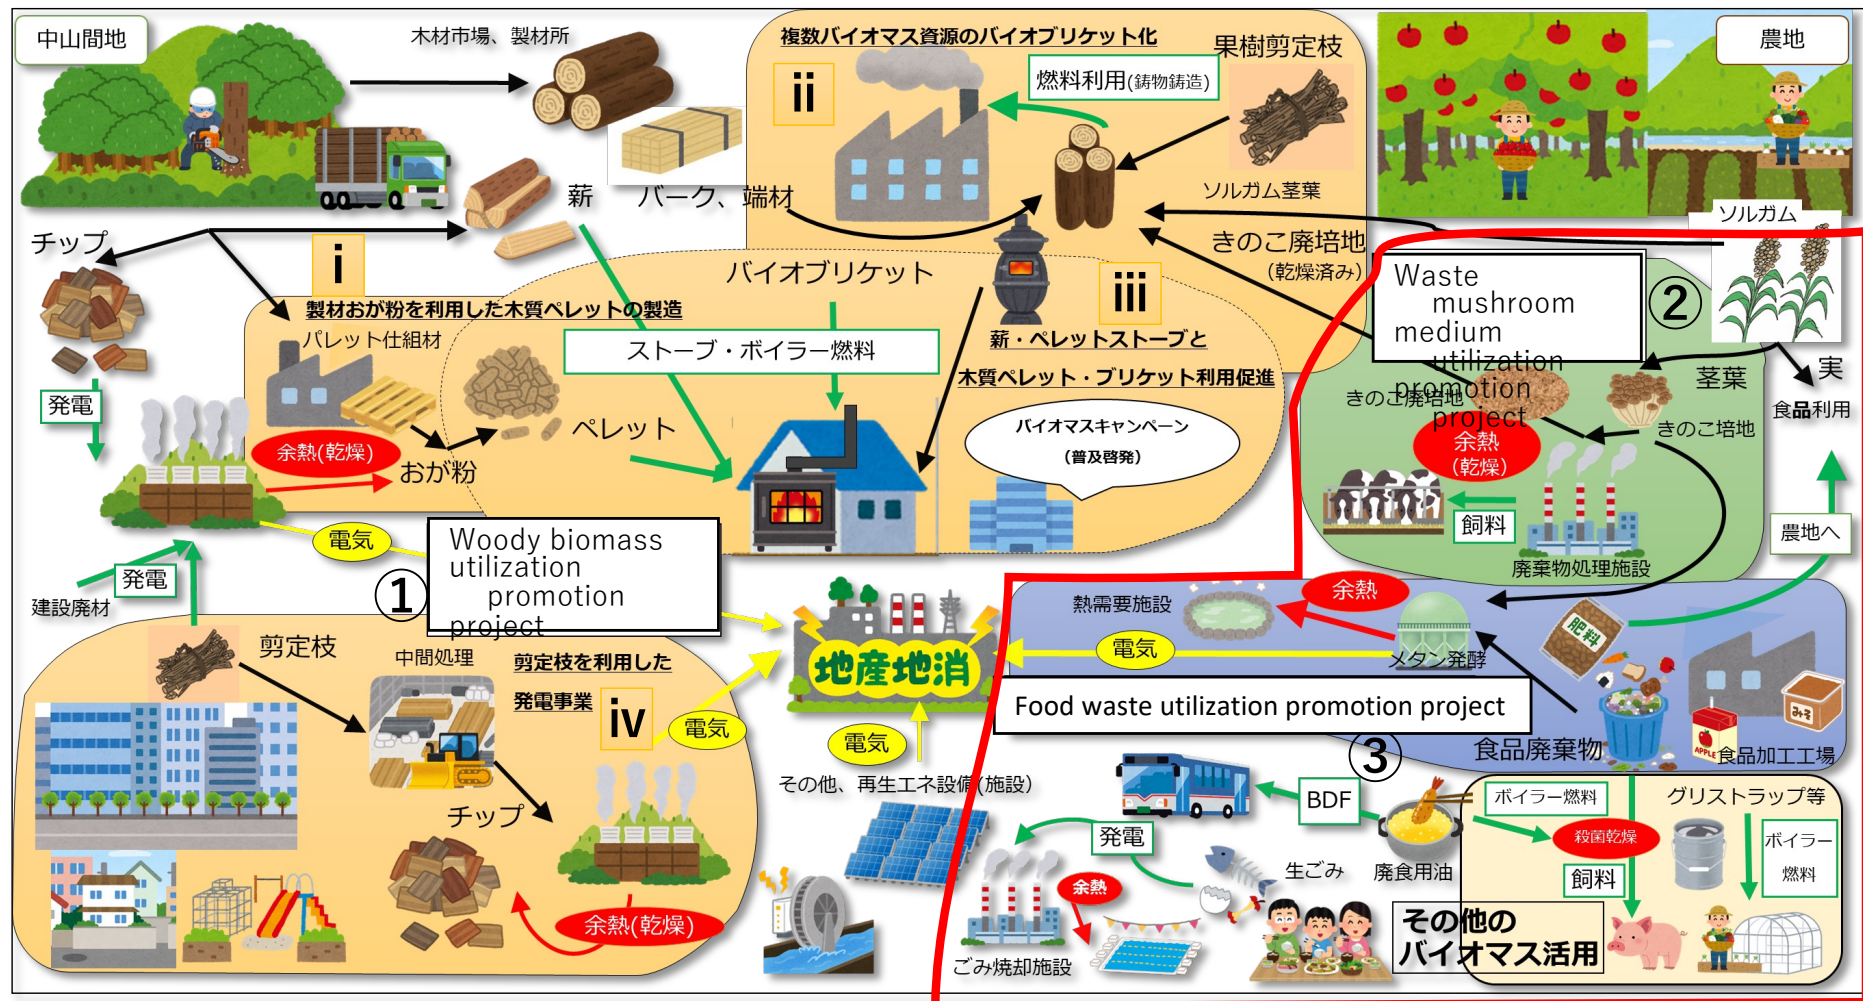 中山間地
木材市場、製材所
複数バイオマス資源のバイオブリケット化
果樹剪定枝
農地
ii
燃料利用(鋳物鋳造)
薪
バーク、端材
ソルガム茎葉
ソルガム
チップ
i
きのこ廃培地
(乾燥済み)
バイオブリケット
iii
Waste
mushroom
medium
utilization
promotion
project
②
製材おが粉を利用した木質ペレットの製造
パレット仕組材
ストーブ・ボイラー燃料
薪・ペレットストーブと
木質ペレット・ブリケット利用促進
茎葉
実
きのこ廃培地
食品利用
発電
ペレット
バイオマスキャンペーン
(普及啓発)
余熱
(乾燥)
きのこ培地
余熱(乾燥)
おが粉
飼料
農地へ
電気
廃棄物処理施設
①
Woody biomass
utilization
promotion
project
発電
建設廃材
熱需要施設
余熱
肥料
剪定枝
中間処理
剪定枝を利用した
発電事業
iv
地産地消
電気
メタン発酵
電気
電気
Food waste utilization promotion project
③
食品廃棄物
みそ
APPLE
食品加工工場
その他、再生エネ設備(施設)
チップ
BDF
ボイラー燃料
グリストラップ等
発電
殺菌乾燥
ボイラー
燃料
余熱
生ごみ
廃食用油
飼料
余熱(乾燥)
ごみ焼却施設
その他の
バイオマス活用